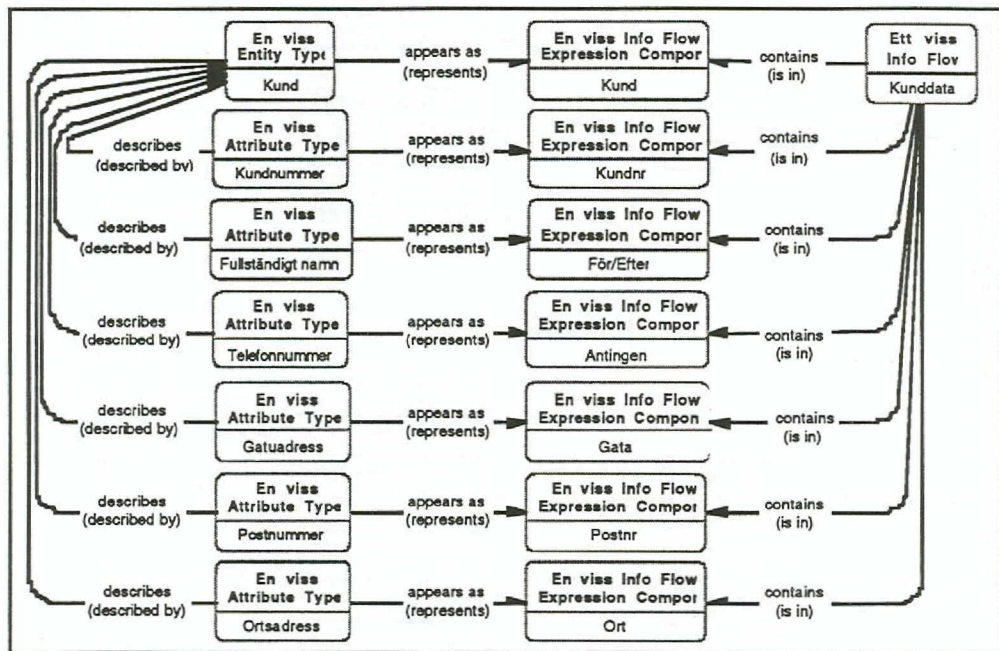 En viss
Entity Type
Kund
appears as
(represents)
En viss Info Flow
Expression Compor
Kund
contains
(is in)
Ett viss
Info Flov
Kunddata
describes
(described by)
En viss
Attribute Type
Kundnummer
appears as
(represents)
En viss Info Flow
Expression Compor
Kundnr
contains
(is in)
describes
(described by)
En viss
Attribute Type
Fullständigt namn
appears as
(represents)
En viss Info Flow
Expression Compor
För/Efter
contains
(is in)
describes
(described by)
En viss
Attribute Type
Telefonnummer
appears as
(represents)
En viss Info Flow
Expression Compor
Antingen
contains
(is in)
describes
(described by)
En viss
Attribute Type
Gatuadress
appears as
(represents)
En viss Info Flow
Expression Compon
Gata
contains
(is in)
describes
(described by)
En viss
Attribute Type
Postnummer
appears as
(represents)
En viss Info Flow
Expression Compor
Postnr
contains
(is in)
describes
(described by)
En viss
Attribute Type
Ortsadress
appears as
(represents)
En viss Info Flow
Expression Compor
Ort
contains
(is in)